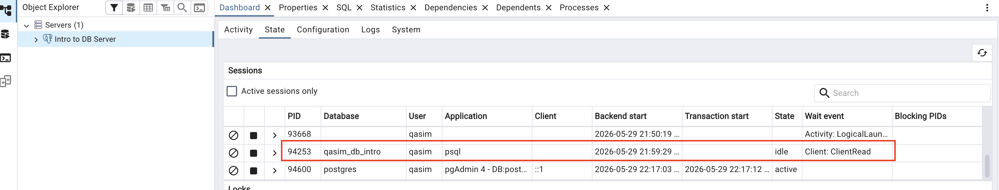 Object Explorer
Dashboard Properties SQL Statistics Dependencies Dependents Processes
Servers (1)
Intro to DB Server
Activity State Configuration Logs System
Sessions
Active sessions only
Search
PID Database User Application Client Backend start Transaction start State Wait event Blocking PIDs
93668 qasim 2026-05-29 21:50:19 ... Activity: LogicalLaun...
94253 qasim_db_intro qasim psql 2026-05-29 21:59:29 ... idle Client: ClientRead
94600 postgres qasim pgAdmin 4 - DB:post... ::1 2026-05-29 22:17:03 ... 2026-05-29 22:17:12 ... active
Locks